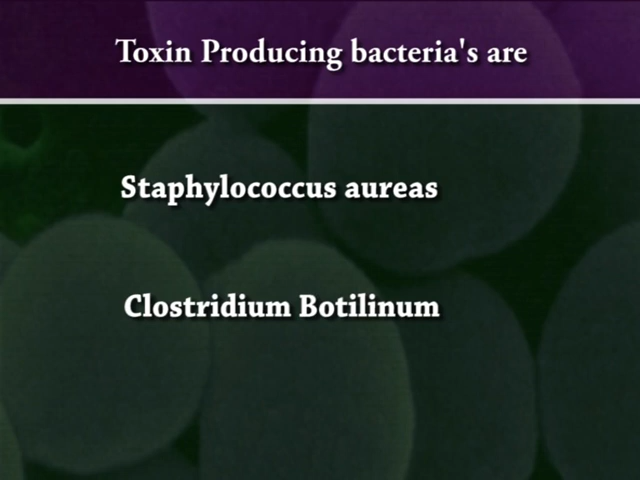 Toxin Producing bacteria's are
Staphylococcus aureas
Clostridium Botilinum